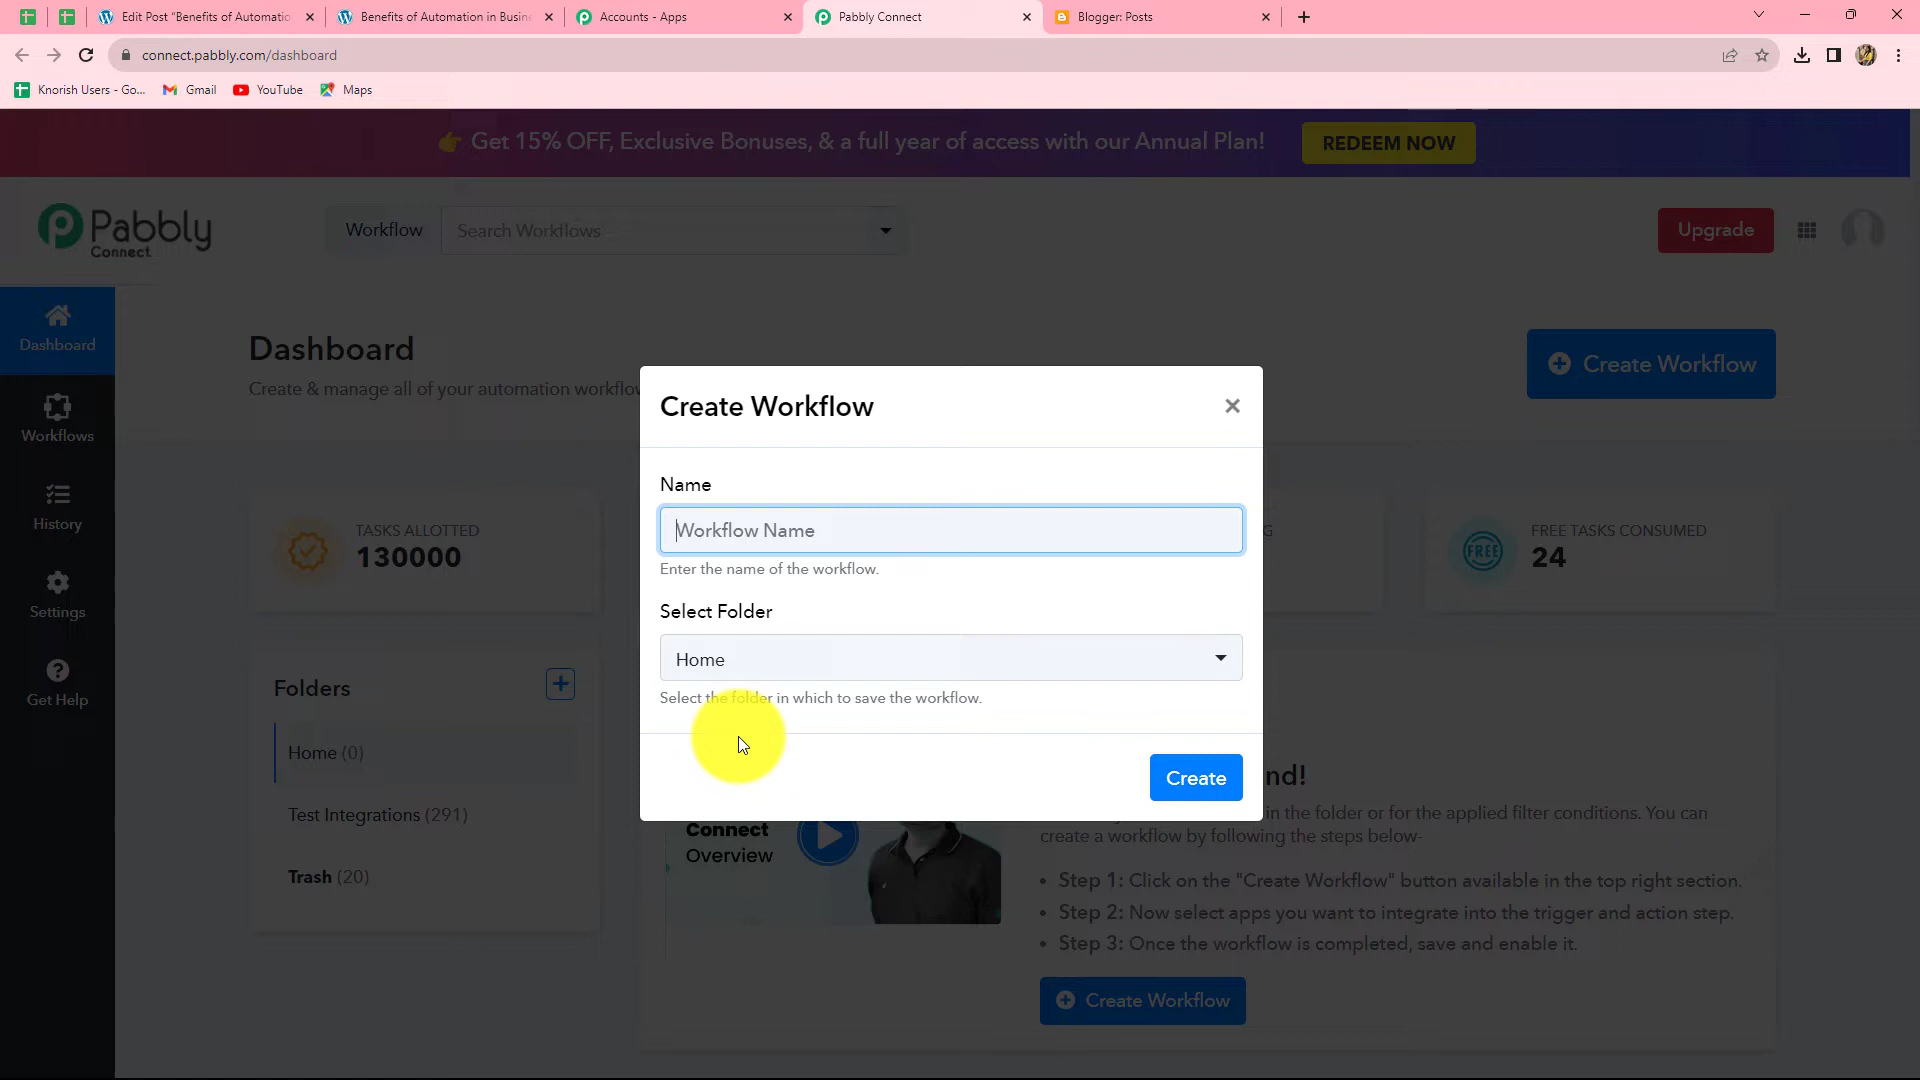 Edit Post "Benefits of Automatio
Benefits of Automation in Busin
Accounts - Apps
Pabbly Connect
Blogger: Posts
connect.pabbly.com/dashboard
Knorish Users - Go...
Gmail
YouTube
Maps
Get 15% OFF, Exclusive Bonuses, & a full year of access with our Annual Plan!
REDEEM NOW
Pabbly
Connect
Workflow
Search Workflows
Upgrade
Dashboard
Workflows
History
Settings
Get Help
Dashboard
Create & manage all of your automation workflow
Create Workflow
TASKS ALLOTTED
130000
G
FREE TASKS CONSUMED
FREE
24
Folders
Home (0)
Test Integrations (291)
Trash (20)
Create Workflow
Name
Workflow Name
Enter the name of the workflow.
Select Folder
Home
Select the folder in which to save the workflow.
Create
Connect
Overview
nd!
in the folder or for the applied filter conditions. You can
create a workflow by following the steps below-
• Step 1: Click on the "Create Workflow" button available in the top right section.
• Step 2: Now select apps you want to integrate into the trigger and action step.
• Step 3: Once the workflow is completed, save and enable it.
Create Workflow